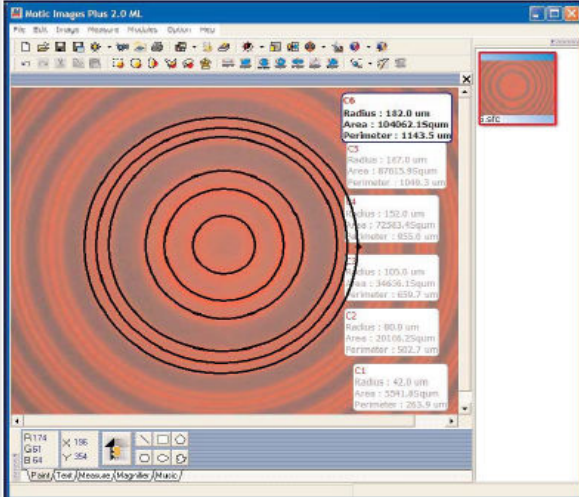 Motic Images Plus 2.0 ML
File Edit Image Measure Modules Option Help
C6
Radius : 182.0 um
Area : 104062.1Squm
Perimeter : 1143.5 um
C5
Radius : 167.0 um
Area : 87615.9Squm
Perimeter : 1049.3 um
Radius : 152.0 um
Area : 72583.4Squm
Perimeter : 955.0 um
Radius : 105.0 um
Area : 34636.1Squm
Perimeter : 659.7 um
C2
Radius : 80.0 um
Area : 20106.2Squm
Perimeter : 502.7 um
C1
Radius : 42.0 um
Area : 5541.8Squm
Perimeter : 263.9 um
R174
G61
B64
X 196
Y 354
Paint Text Measure Magnifier Music